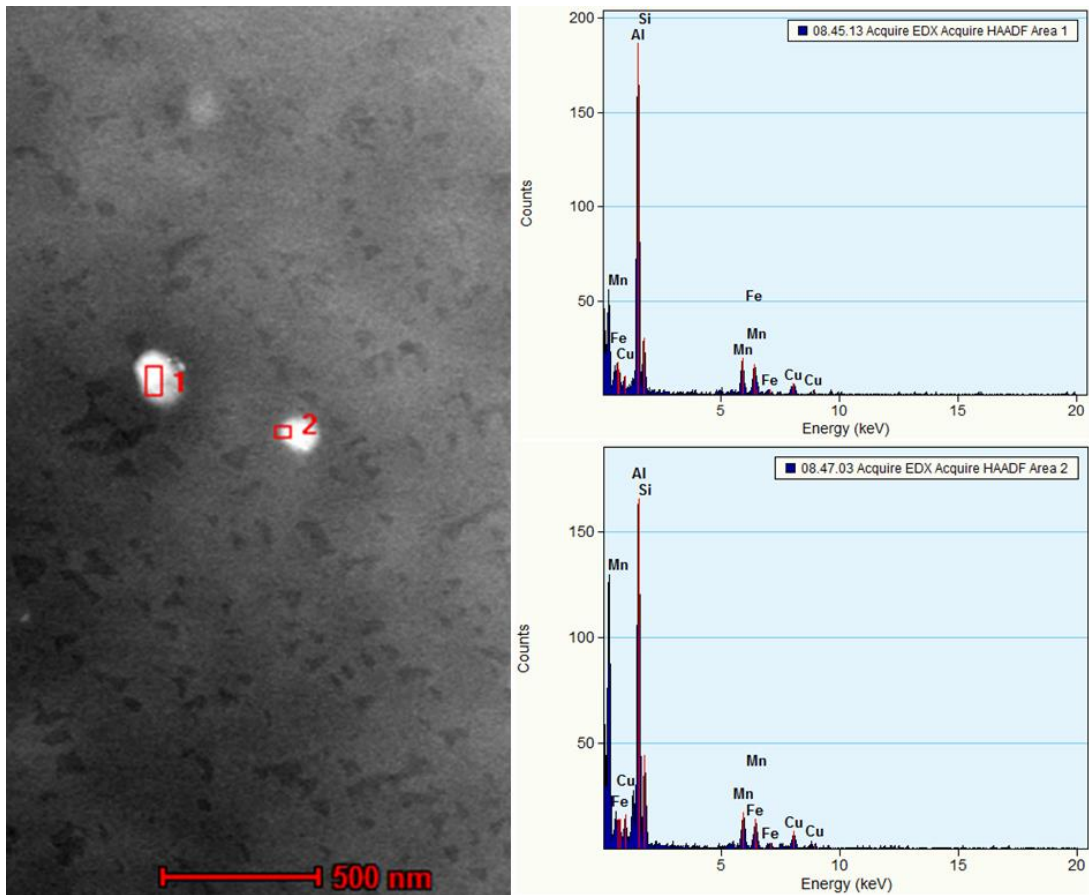 1
2
500 nm
08.45.13 Acquire EDX Acquire HAADF Area 1
Counts
200
150
100
50
Si
Al
Mn
Fe
Cu
Fe
Mn
Mn
Fe
Cu
Cu
5
10
15
20
Energy (keV)
08.47.03 Acquire EDX Acquire HAADF Area 2
Counts
150
100
50
Al
Si
Mn
Cu
Fe
Mn
Mn
Fe
Fe
Cu
Cu
5
10
15
20
Energy (keV)